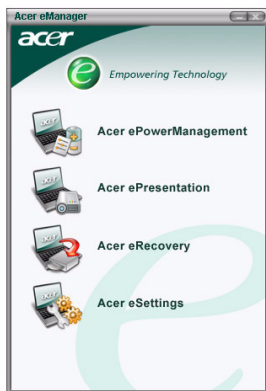 Acer eManager
acer
e Empowering Technology
Acer ePowerManagement
Acer ePresentation
Acer eRecovery
Acer eSettings